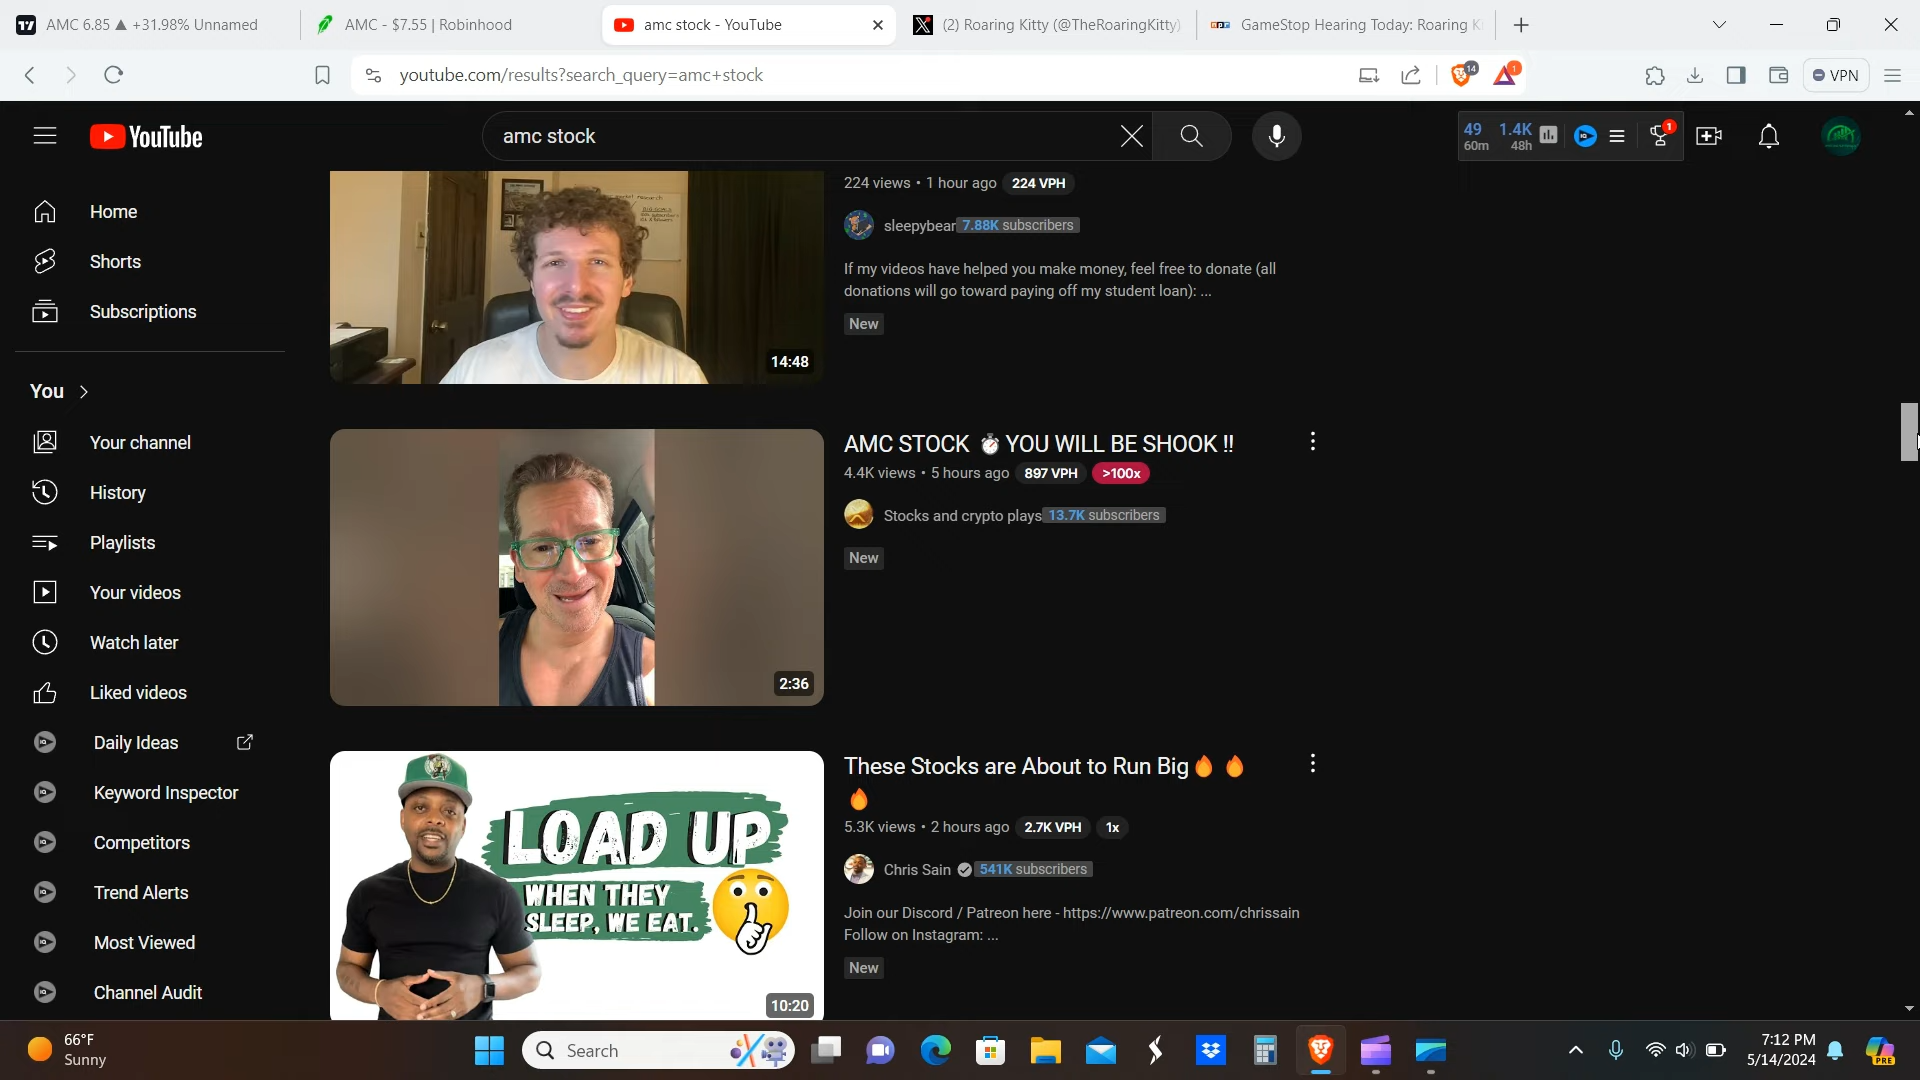 AMC 6.85 ▲ +31.98% Unnamed
AMC - $7.55 | Robinhood
amc stock - YouTube
(2) Roaring Kitty (@TheRoaringKitty)
GameStop Hearing Today: Roaring K
youtube.com/results?search_query=amc+stock
14
1
VPN
YouTube
amc stock
49 1.4K
60m 48h
1
Home
Shorts
Subscriptions
You
Your channel
History
Playlists
Your videos
Watch later
Liked videos
Daily Ideas
Keyword Inspector
Competitors
Trend Alerts
Most Viewed
Channel Audit
14:48
224 views • 1 hour ago 224 VPH
sleepybear 7.88K subscribers
If my videos have helped you make money, feel free to donate (all
donations will go toward paying off my student loan): ...
New
2:36
AMC STOCK ⏱ YOU WILL BE SHOOK ‼
4.4K views • 5 hours ago 897 VPH >100x
Stocks and crypto plays 13.7K subscribers
New
LOAD UP
WHEN THEY
SLEEP, WE EAT.
10:20
These Stocks are About to Run Big🔥 🔥
🔥
5.3K views • 2 hours ago 2.7K VPH 1x
Chris Sain 541K subscribers
Join our Discord / Patreon here - https://www.patreon.com/chrissain
Follow on Instagram: ...
New
66°F
Sunny
Search
7:12 PM
5/14/2024
PRE